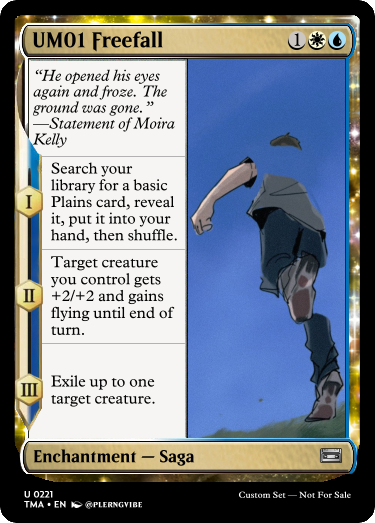 UM01 Freefall 1
“He opened his eyes
again and froze. The
ground was gone.”
—Statement of Moira
Kelly
I
Search your
library for a basic
Plains card, reveal
it, put it into your
hand, then shuffle.
II
Target creature
you control gets
+2/+2 and gains
flying until end of
turn.
III
Exile up to one
target creature.
Enchantment — Saga
U 0221
TMA • EN @PLERNGVIBE
Custom Set — Not For Sale